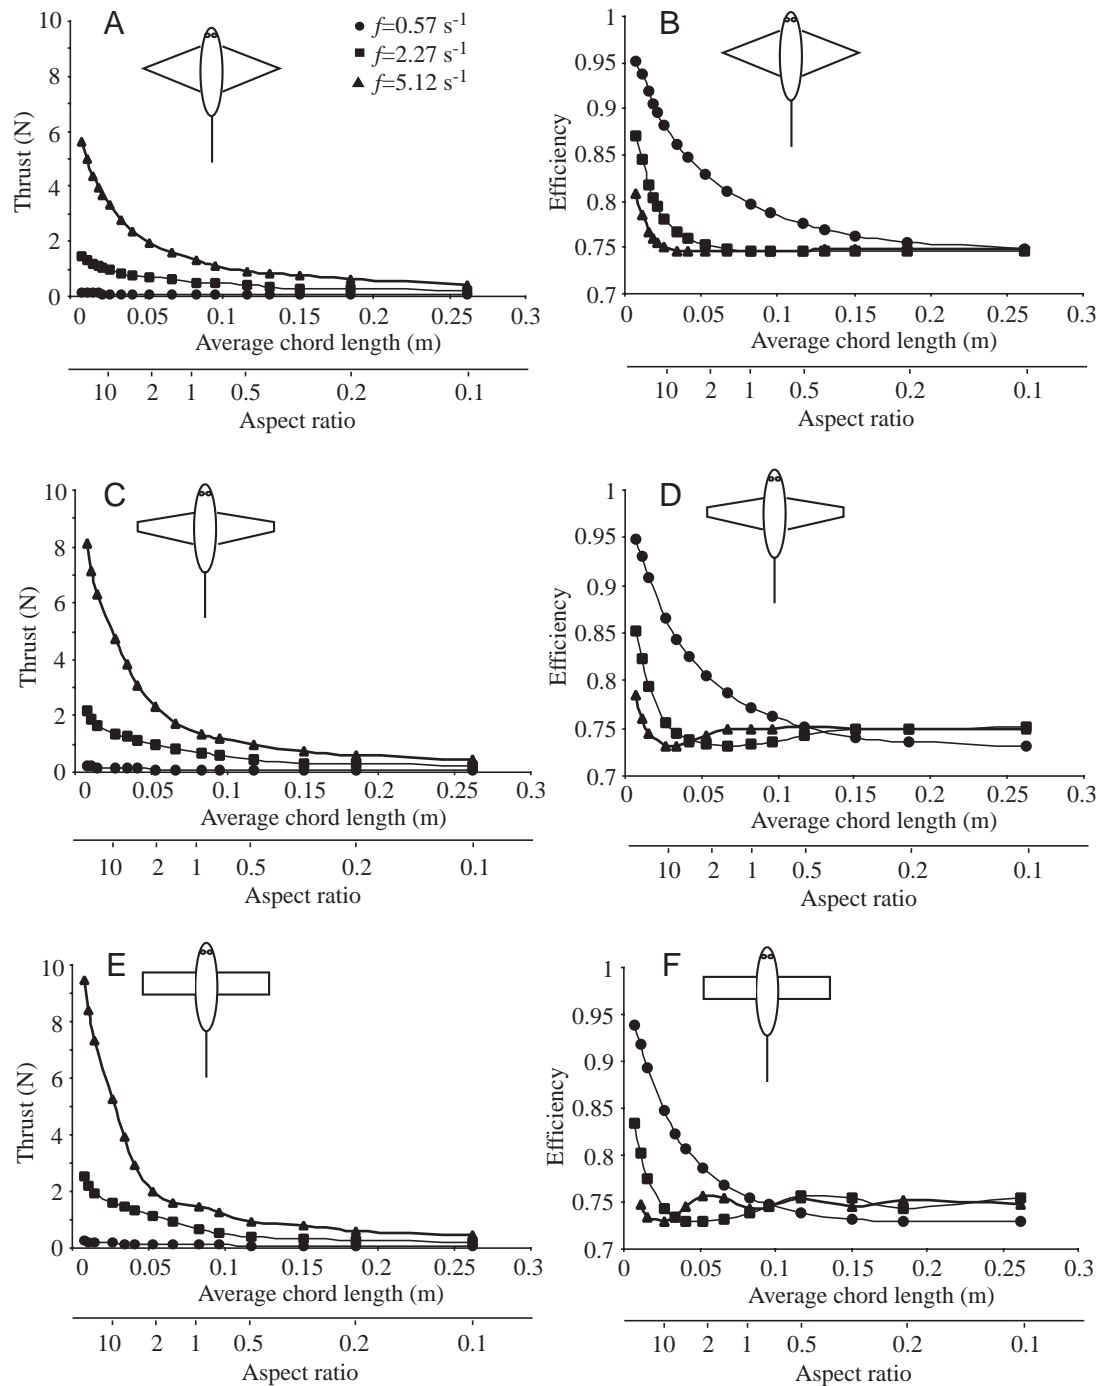 A
f=0.57 s-1
f=2.27 s-1
f=5.12 s-1
10
8
6
4
2
0
Thrust (N)
0 0.05 0.1 0.15 0.2 0.25 0.3
Average chord length (m)
10 2 1 0.5 0.2 0.1
Aspect ratio
B
1
0.95
0.9
0.85
0.8
0.75
0.7
Efficiency
0 0.05 0.1 0.15 0.2 0.25 0.3
Average chord length (m)
10 2 1 0.5 0.2 0.1
Aspect ratio
C
10
8
6
4
2
0
Thrust (N)
0 0.05 0.1 0.15 0.2 0.25 0.3
Average chord length (m)
10 2 1 0.5 0.2 0.1
Aspect ratio
D
1
0.95
0.9
0.85
0.8
0.75
0.7
Efficiency
0 0.05 0.1 0.15 0.2 0.25 0.3
Average chord length (m)
10 2 1 0.5 0.2 0.1
Aspect ratio
E
10
8
6
4
2
0
Thrust (N)
0 0.05 0.1 0.15 0.2 0.25 0.3
Average chord length (m)
10 2 1 0.5 0.2 0.1
Aspect ratio
F
1
0.95
0.9
0.85
0.8
0.75
0.7
Efficiency
0 0.05 0.1 0.15 0.2 0.25 0.3
Average chord length (m)
10 2 1 0.5 0.2 0.1
Aspect ratio